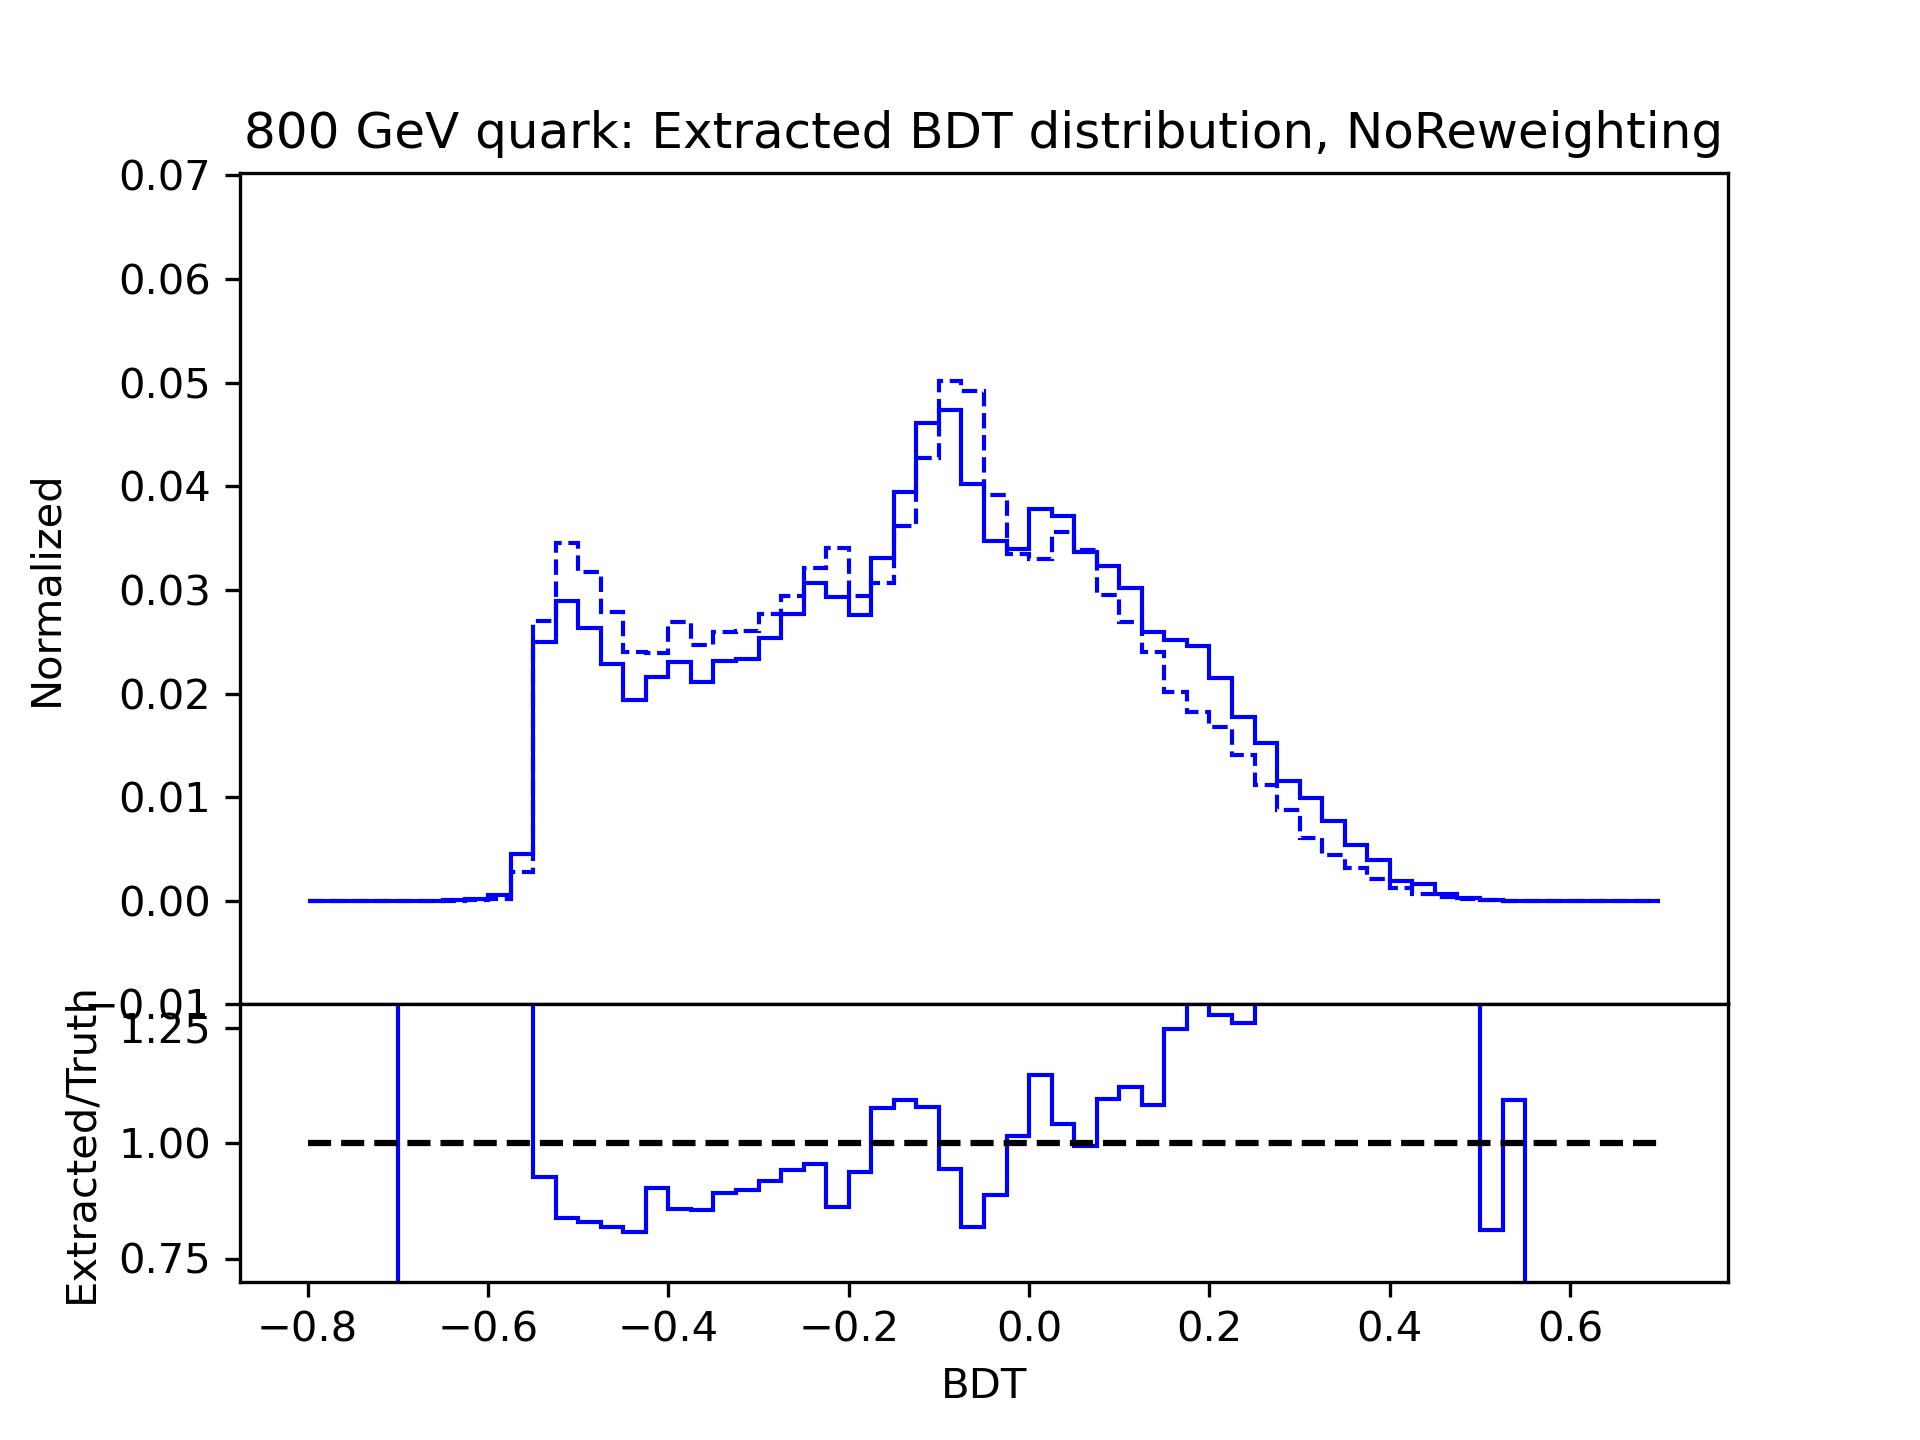 800 GeV quark: Extracted BDT distribution, NoReweighting
0.07
0.06
0.05
0.04
0.03
0.02
0.01
0.00
−0.01
Normalized
1.25
1.00
0.75
Extracted/Truth
−0.8 −0.6 −0.4 −0.2 0.0 0.2 0.4 0.6
BDT